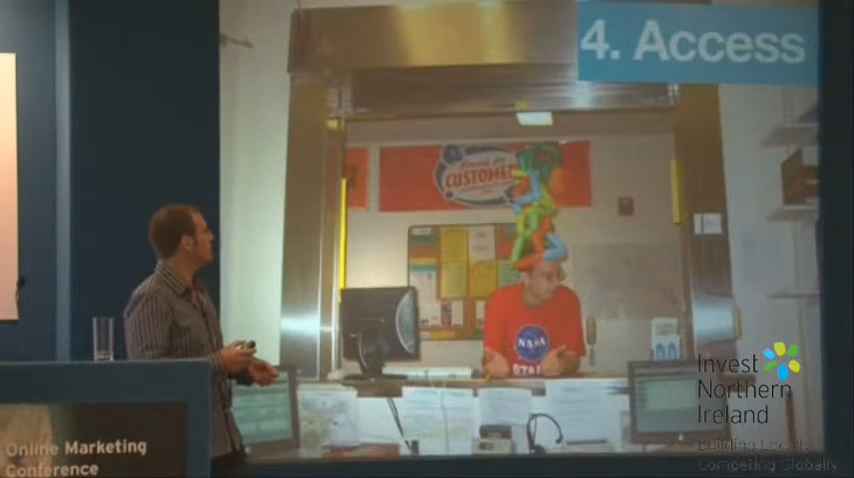 4. Access
CUSTOMER
NASA
Invest
Northern
Ireland
Building Locally
Competing Globally
Online Marketing
Conference